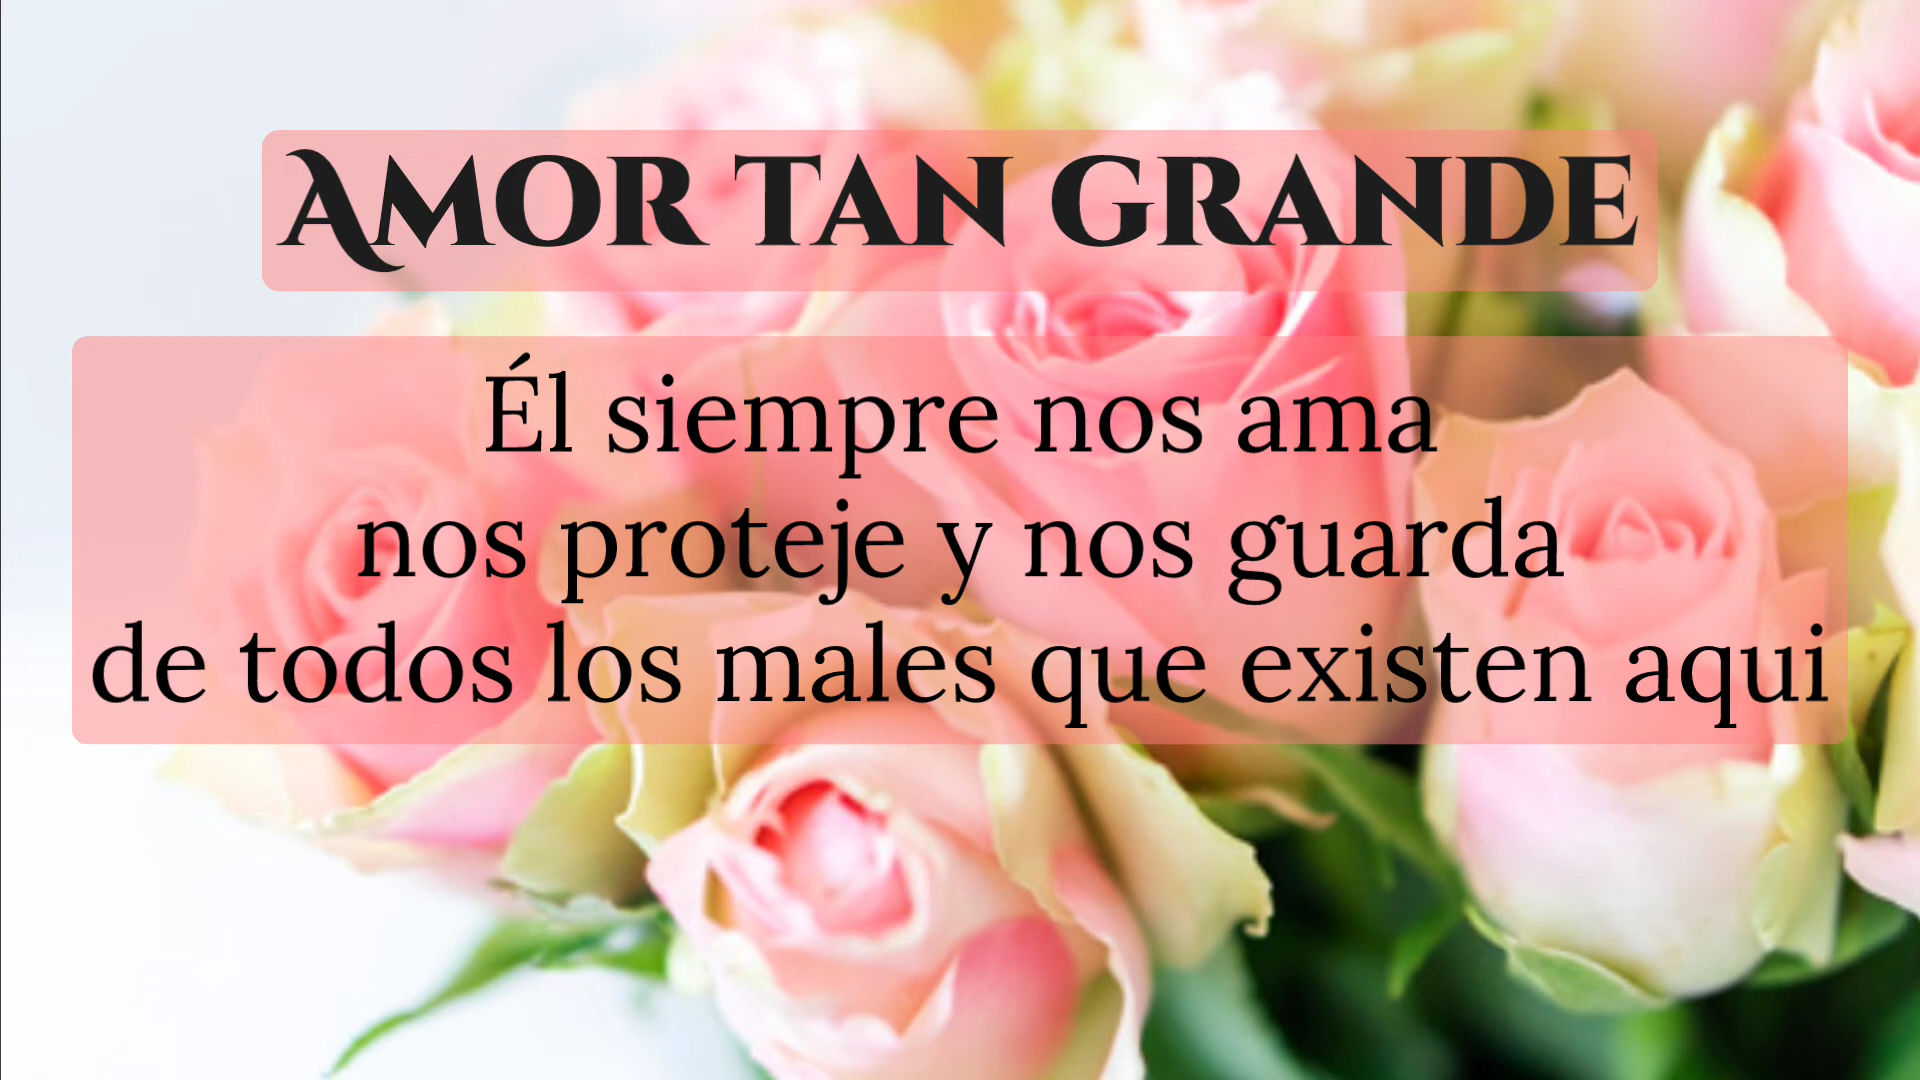 Amor tan grande
Él siempre nos ama
nos proteje y nos guarda
de todos los males que existen aqui